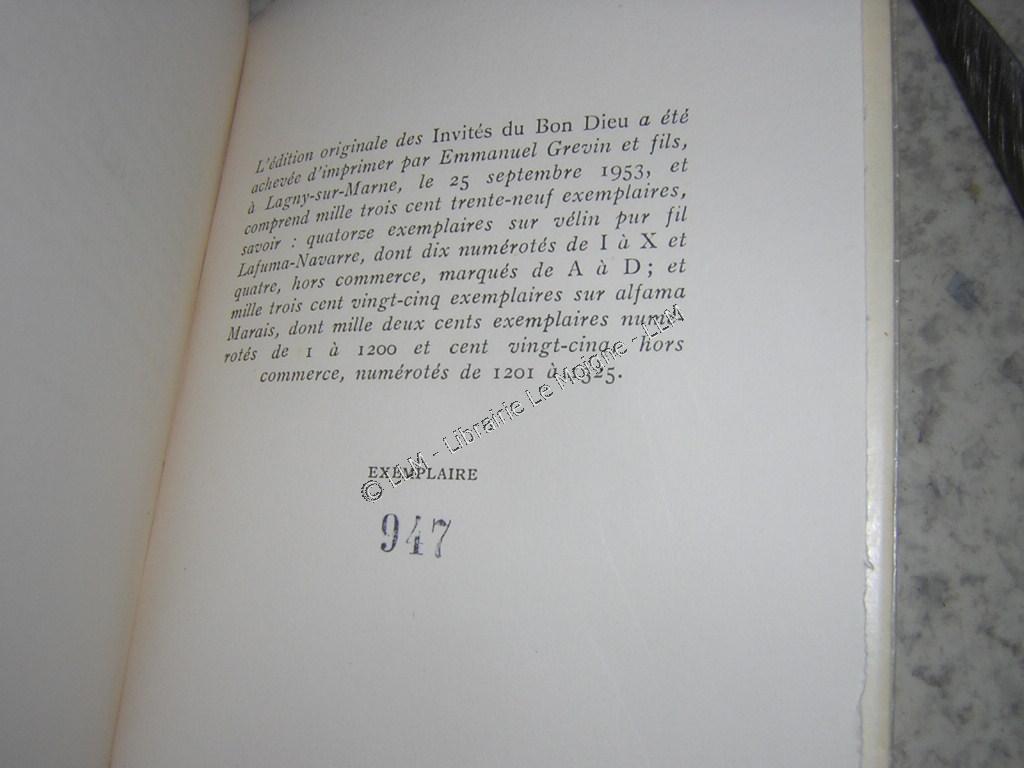 L'édition originale des Invités du Bon Dieu a été
achevée d'imprimer par Emmanuel Grevin et fils,
à Lagny-sur-Marne, le 25 septembre 1953, et
comprend mille trois cent trente-neuf exemplaires,
savoir : quatorze exemplaires sur vélin pur fil
Lafuma-Navarre, dont dix numérotés de I à X et
quatre, hors commerce, marqués de A à D ; et
mille trois cent vingt-cinq exemplaires sur alfama
Marais, dont mille deux cents exemplaires numé-
rotés de 1 à 1200 et cent vingt-cinq, hors
commerce, numérotés de 1201 à 1325.
© LLM - Librairie Le Moigne - LLM
EXEMPLAIRE
947